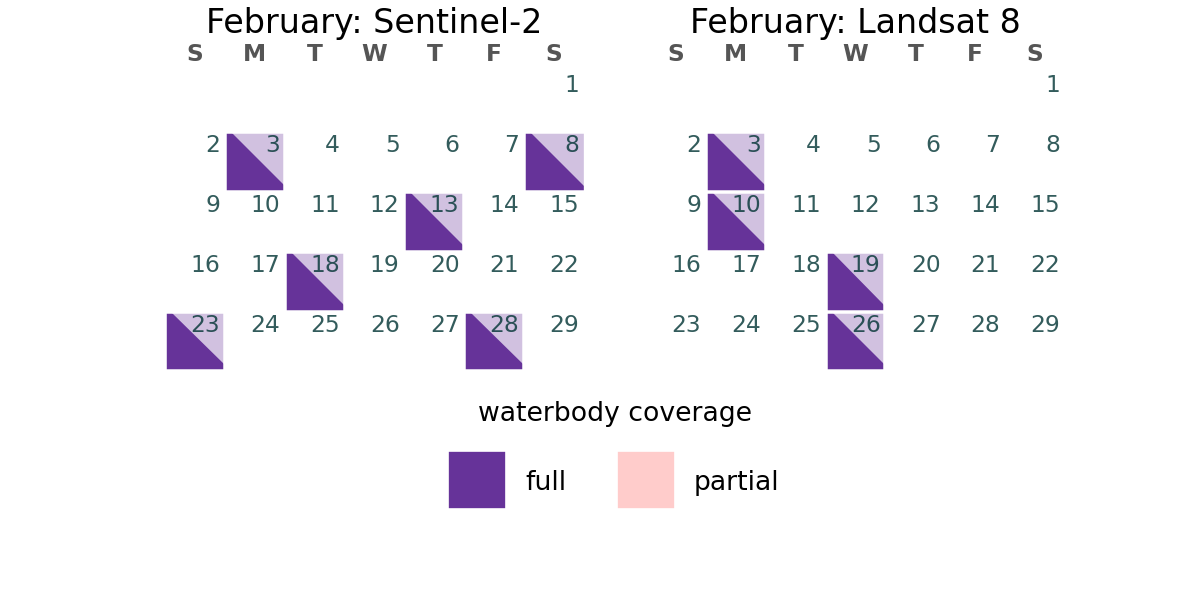 February: Sentinel-2
S M T W T F S
1
2 3 4 5 6 7 8
9 10 11 12 13 14 15
16 17 18 19 20 21 22
23 24 25 26 27 28 29
February: Landsat 8
S M T W T F S
1
2 3 4 5 6 7 8
9 10 11 12 13 14 15
16 17 18 19 20 21 22
23 24 25 26 27 28 29
waterbody coverage
full partial